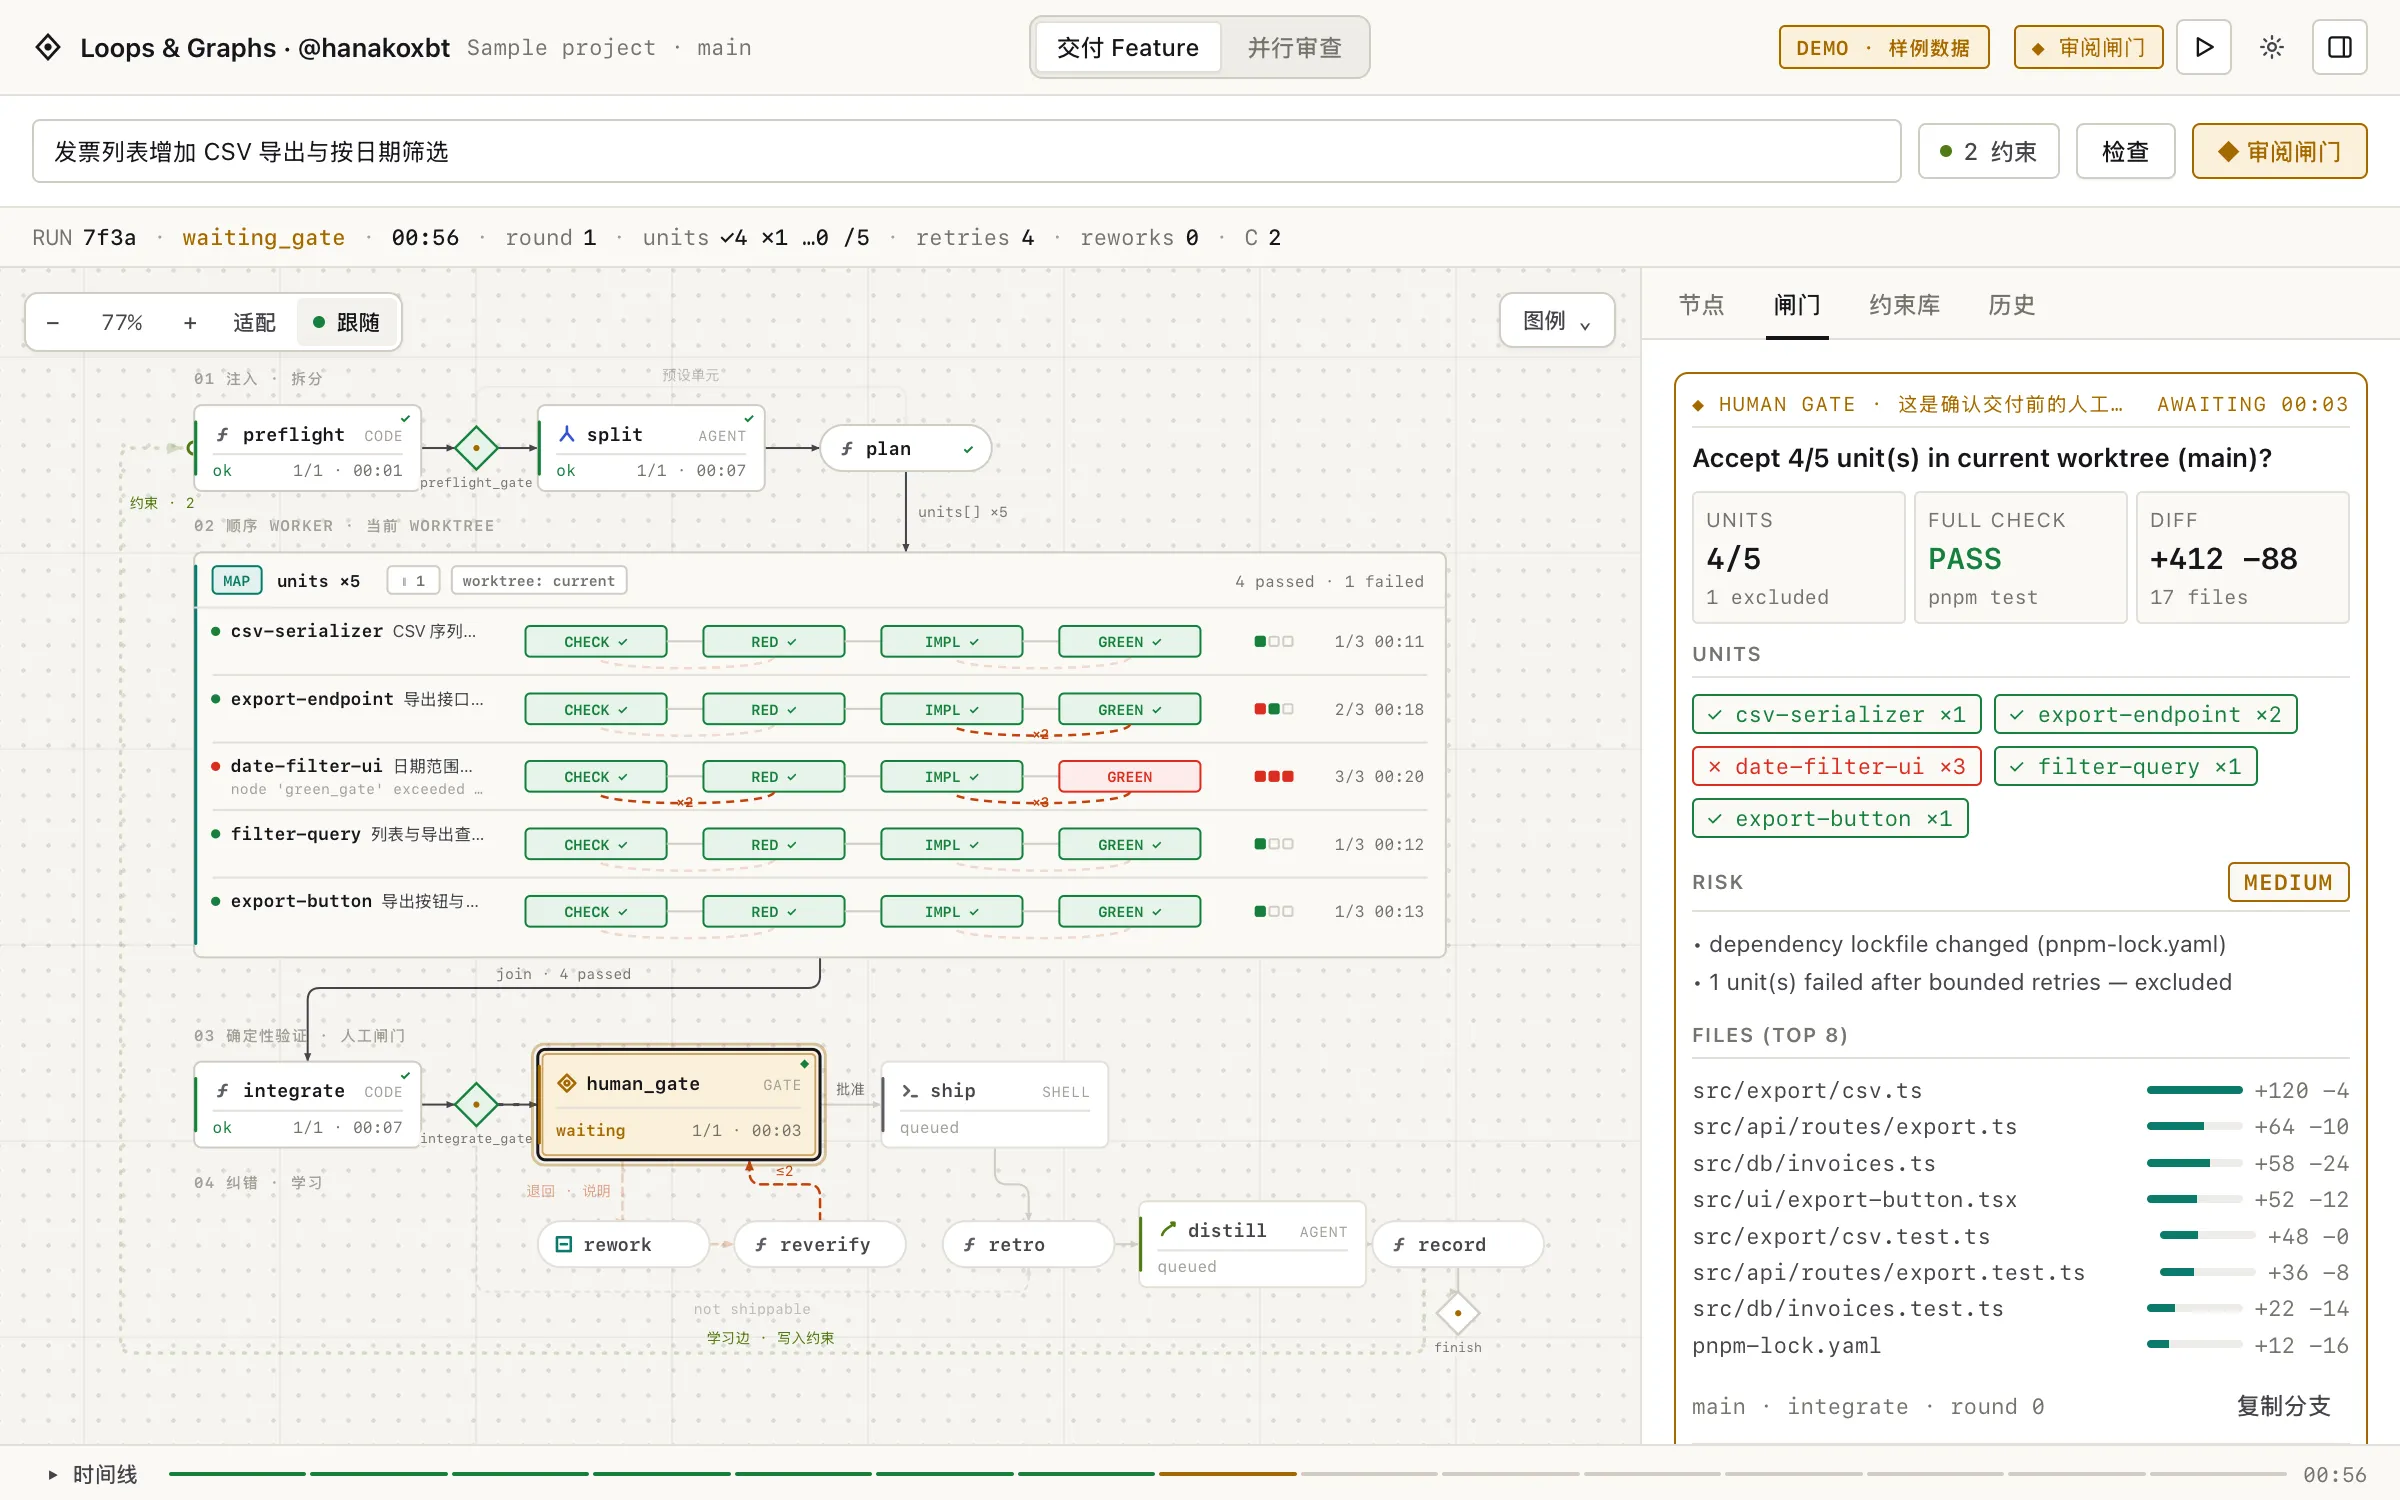 Loops & Graphs · @hanakoxbt Sample project · main
交付 Feature 并行审查
DEMO · 样例数据 ◆ 审阅闸门
发票列表增加 CSV 导出与按日期筛选
2 约束 检查 ◆ 审阅闸门
RUN 7f3a · waiting_gate · 00:56 · round 1 · units ✓4 ×1 …0 /5 · retries 4 · reworks 0 · C 2
− 77% + 适配 跟随
图例
01 注入 · 拆分
预设单元
preflight CODE ✓
ok 1/1 · 00:01
preflight_gate
split AGENT ✓
ok 1/1 · 00:07
plan ✓
约束 · 2
units[] ×5
02 顺序 WORKER · 当前 WORKTREE
MAP units ×5 1 worktree: current 4 passed · 1 failed
csv-serializer CSV 序列… CHECK ✓ RED ✓ IMPL ✓ GREEN ✓ 1/3 00:11
export-endpoint 导出接口… CHECK ✓ RED ✓ IMPL ✓ GREEN ✓ 2/3 00:18
×2
date-filter-ui 日期范围… CHECK ✓ RED ✓ IMPL ✓ GREEN 3/3 00:20
node 'green_gate' exceeded …
×2 ×3
filter-query 列表与导出查… CHECK ✓ RED ✓ IMPL ✓ GREEN ✓ 1/3 00:12
export-button 导出按钮与… CHECK ✓ RED ✓ IMPL ✓ GREEN ✓ 1/3 00:13
join · 4 passed
03 确定性验证 · 人工闸门
integrate CODE ✓
ok 1/1 · 00:07
integrate_gate
human_gate GATE
waiting 1/1 · 00:03
批准
ship SHELL
queued
04 纠错 · 学习
退回 · 说明
≤2
rework
reverify
retro
distill AGENT
queued
record
not shippable
学习边 · 写入约束
finish
节点 闸门 约束库 历史
◆ HUMAN GATE · 这是确认交付前的人工… AWAITING 00:03
Accept 4/5 unit(s) in current worktree (main)?
UNITS
4/5
1 excluded
FULL CHECK
PASS
pnpm test
DIFF
+412 −88
17 files
UNITS
✓ csv-serializer ×1 ✓ export-endpoint ×2
× date-filter-ui ×3 ✓ filter-query ×1
✓ export-button ×1
RISK MEDIUM
• dependency lockfile changed (pnpm-lock.yaml)
• 1 unit(s) failed after bounded retries — excluded
FILES (TOP 8)
src/export/csv.ts +120 −4
src/api/routes/export.ts +64 −10
src/db/invoices.ts +58 −24
src/ui/export-button.tsx +52 −12
src/export/csv.test.ts +48 −0
src/api/routes/export.test.ts +36 −8
src/db/invoices.test.ts +22 −14
pnpm-lock.yaml +12 −16
main · integrate · round 0 复制分支
▸ 时间线 00:56